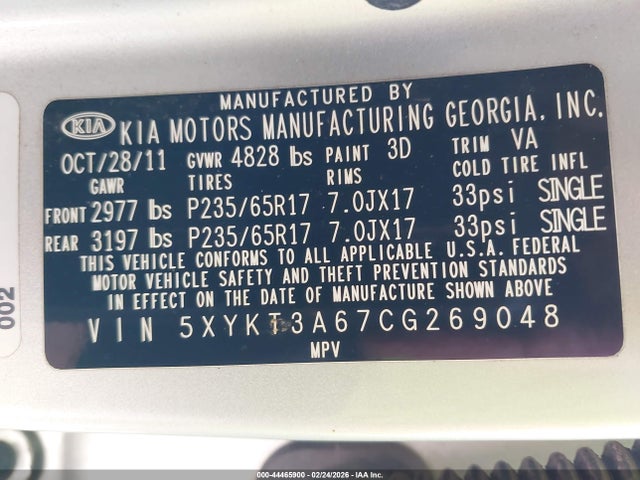 MANUFACTURED BY
KIA KIA MOTORS MANUFACTURING GEORGIA, INC.
OCT/28/11 GVWR 4828 lbs PAINT 3D TRIM VA
GAWR TIRES RIMS COLD TIRE INFL
FRONT 2977 lbs P235/65R17 7.0JX17 33psi SINGLE
REAR 3197 lbs P235/65R17 7.0JX17 33psi SINGLE
THIS VEHICLE CONFORMS TO ALL APPLICABLE U.S.A. FEDERAL
MOTOR VEHICLE SAFETY AND THEFT PREVENTION STANDARDS
IN EFFECT ON THE DATE OF MANUFACTURE SHOWN ABOVE
VIN 5XYKT3A67CG269048
MPV
002
000-44465900 - 02/24/2026 - IAA Inc.